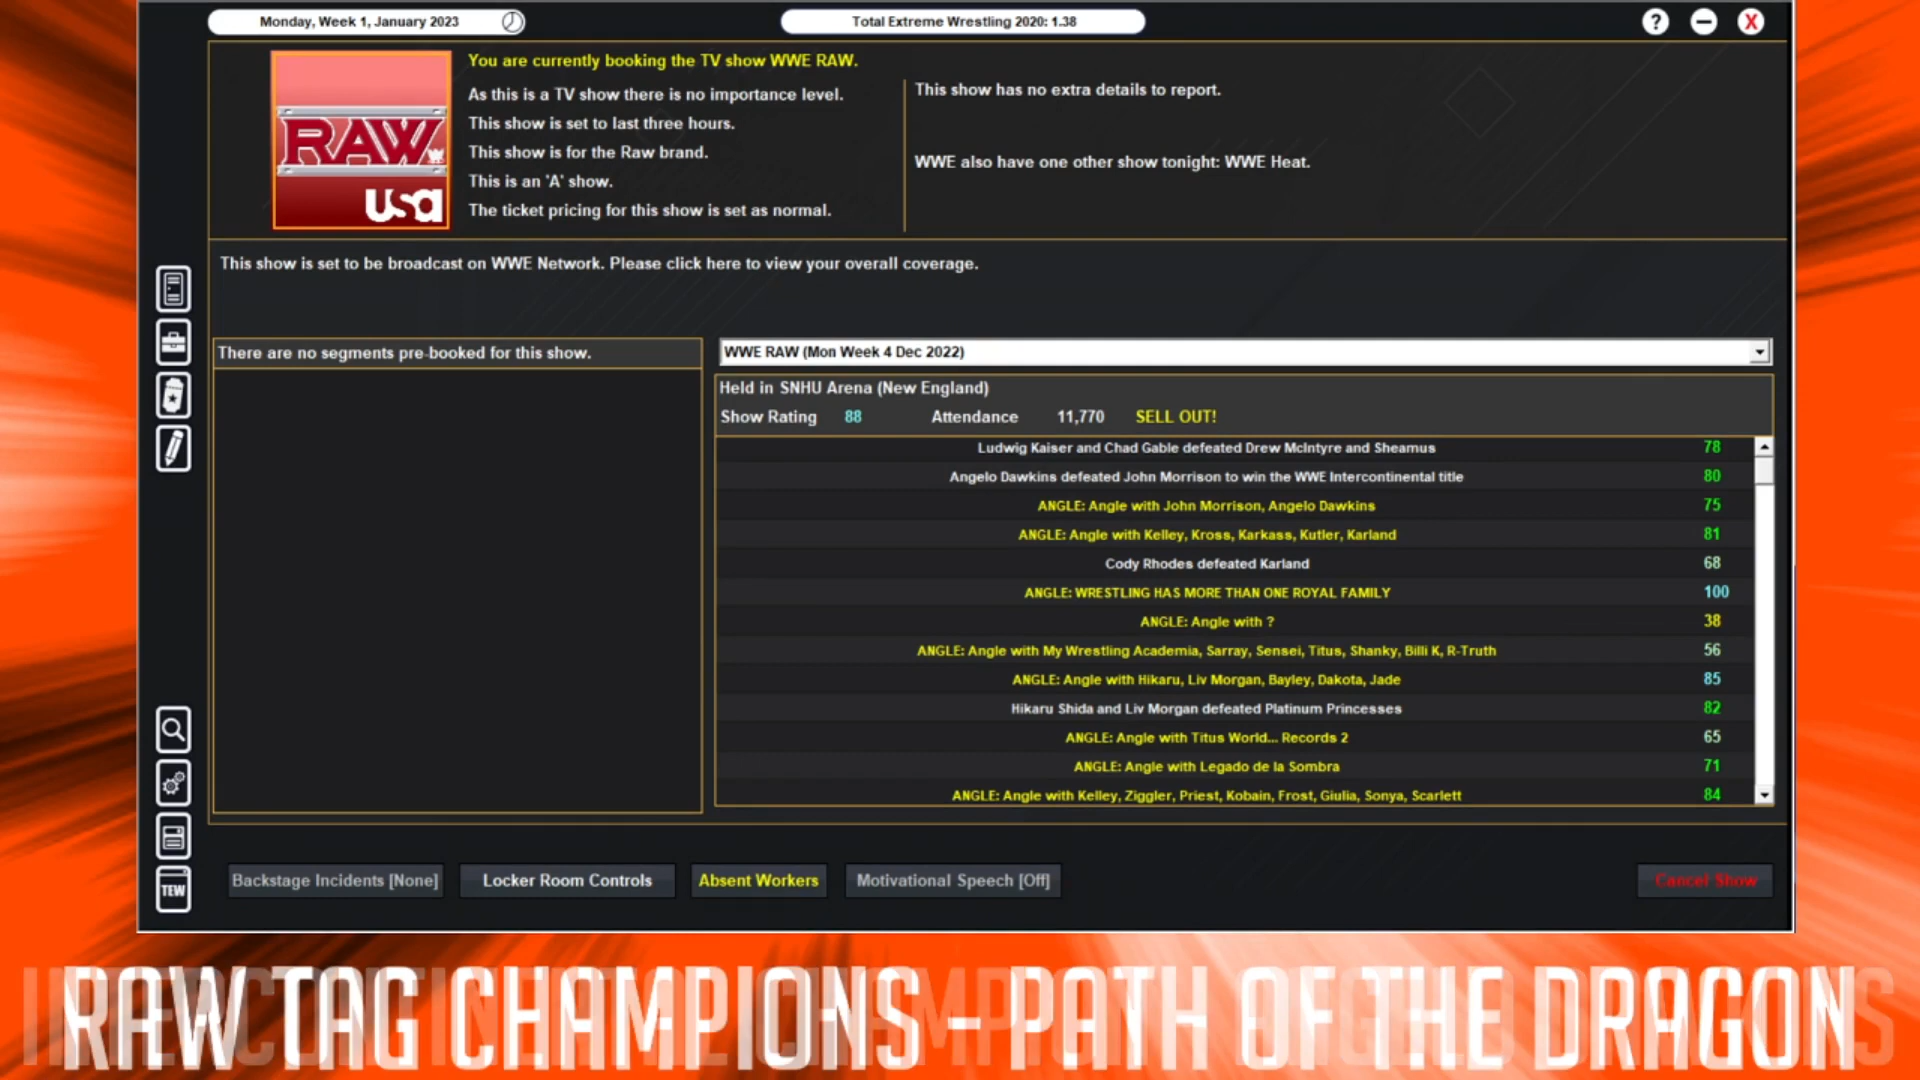 Monday, Week 1, January 2023
Total Extreme Wrestling 2020: 1.38
?
X
RAW
USA
You are currently booking the TV show WWE RAW.
As this is a TV show there is no importance level.
This show is set to last three hours.
This show is for the Raw brand.
This is an 'A' show.
The ticket pricing for this show is set as normal.
This show has no extra details to report.
WWE also have one other show tonight: WWE Heat.
This show is set to be broadcast on WWE Network. Please click here to view your overall coverage.
There are no segments pre-booked for this show.
WWE RAW (Mon Week 4 Dec 2022)
Held in SNHU Arena (New England)
Show Rating 88 Attendance 11,770 SELL OUT!
Ludwig Kaiser and Chad Gable defeated Drew McIntyre and Sheamus 78
Angelo Dawkins defeated John Morrison to win the WWE Intercontinental title 80
ANGLE: Angle with John Morrison, Angelo Dawkins 75
ANGLE: Angle with Kelley, Kross, Karkass, Kutler, Karland 81
Cody Rhodes defeated Karland 68
ANGLE: WRESTLING HAS MORE THAN ONE ROYAL FAMILY 100
ANGLE: Angle with ? 38
ANGLE: Angle with My Wrestling Academia, Sarray, Sensei, Titus, Shanky, Billi K, R-Truth 56
ANGLE: Angle with Hikaru, Liv Morgan, Bayley, Dakota, Jade 85
Hikaru Shida and Liv Morgan defeated Platinum Princesses 82
ANGLE: Angle with Titus World... Records 2 65
ANGLE: Angle with Legado de la Sombra 71
ANGLE: Angle with Kelley, Ziggler, Priest, Kobain, Frost, Giulia, Sonya, Scarlett 84
TEW
Backstage Incidents [None]
Locker Room Controls
Absent Workers
Motivational Speech [Off]
Cancel Show
RAW TAG CHAMPIONS - PATH OF THE DRAGON